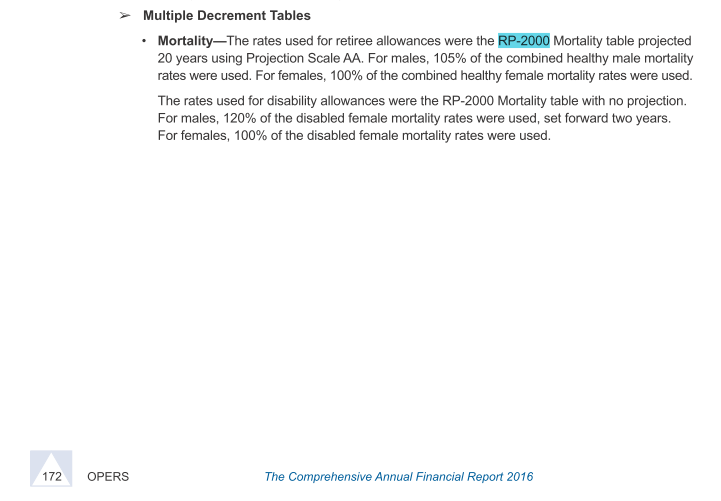 ➢ Multiple Decrement Tables
• Mortality—The rates used for retiree allowances were the RP-2000 Mortality table projected
20 years using Projection Scale AA. For males, 105% of the combined healthy male mortality
rates were used. For females, 100% of the combined healthy female mortality rates were used.
The rates used for disability allowances were the RP-2000 Mortality table with no projection.
For males, 120% of the disabled female mortality rates were used, set forward two years.
For females, 100% of the disabled female mortality rates were used.
172 OPERS The Comprehensive Annual Financial Report 2016